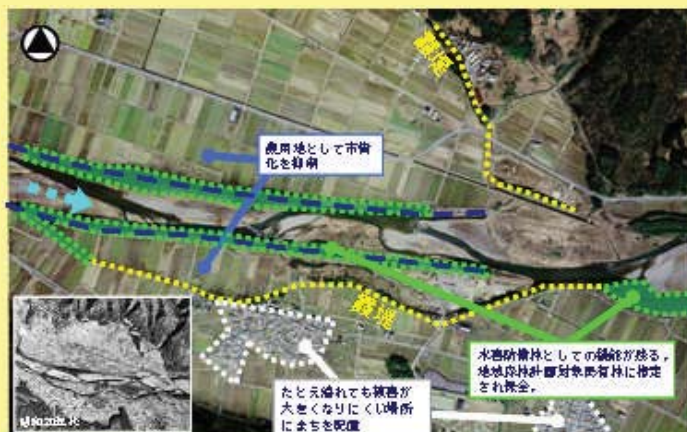 霞堤
農用地として市街
化を抑制
霞堤
水害防備林としての機能が残る。
地域森林計画対象民有林に指定
され保全。
たとえ溢れても被害が
大きくなりにくい場所
にまちを配置